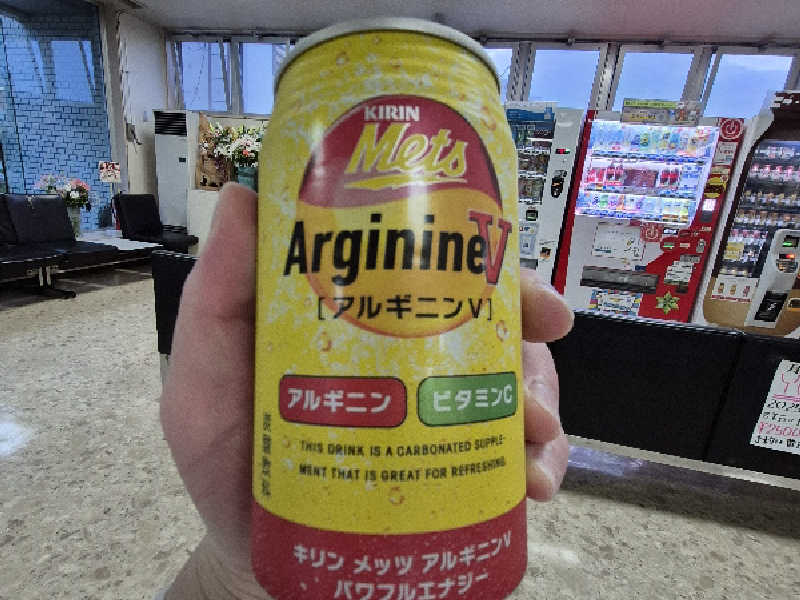 KIRIN
Mets
ArginineV
[アルギニンV]
アルギニン
ビタミンC
炭酸飲料
THIS DRINK IS A CARBONATED SUPPLE-
MENT THAT IS GREAT FOR REFRESHING.
キリン メッツ アルギニンV
パワフルエナジー